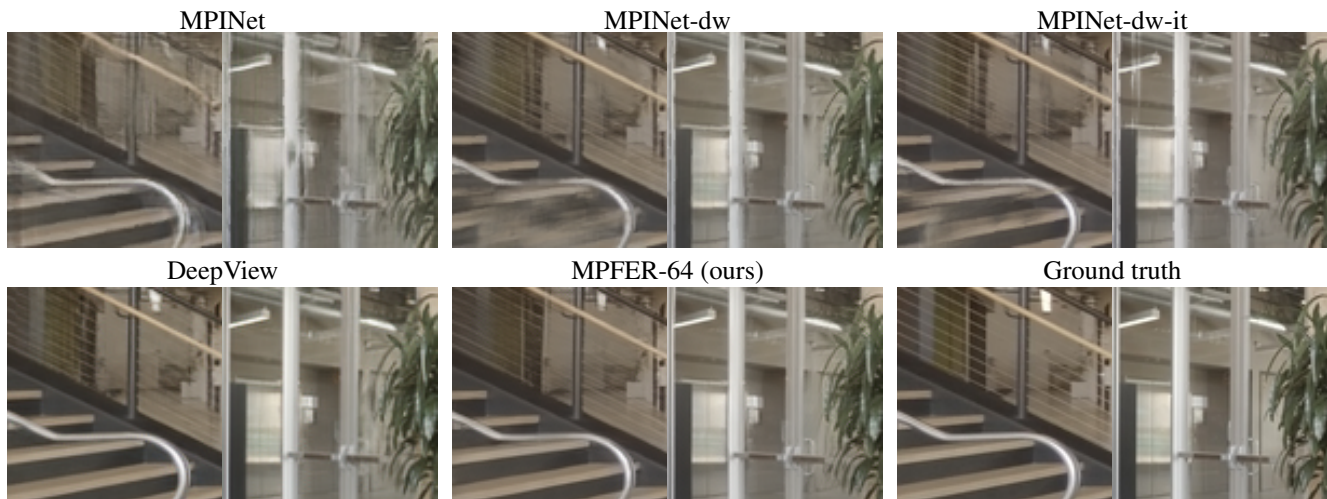 MPINet
MPINet-dw
MPINet-dw-it
DeepView
MPFER-64 (ours)
Ground truth